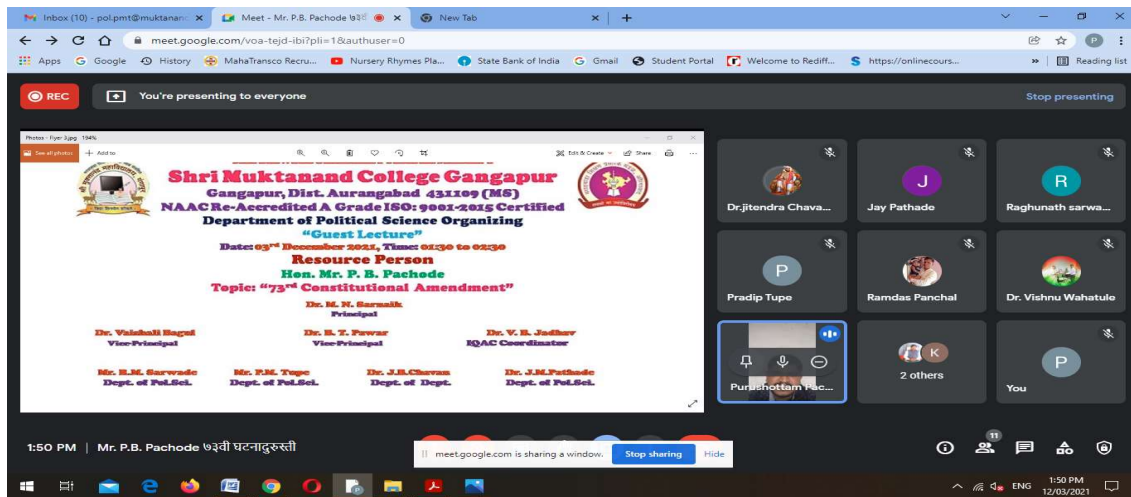 Inbox (10) - pol.pmt@muktanan
Meet - Mr. P.B. Pachode ७३वी
New Tab
meet.google.com/voa-tejd-ibi?pli=1&authuser=0
Apps Google History MahaTransco Recru... Nursery Rhymes Pla... State Bank of India Gmail Student Portal Welcome to Rediff... https://onlinecours... » Reading list
REC You're presenting to everyone Stop presenting
Photos - Flyer 3.jpg 194%
See all photos + Add to Edit & Create Share
Shri Muktanand College Gangapur
Gangapur, Dist. Aurangabad 431109 (MS)
NAAC Re-Accredited A Grade ISO: 9001-2015 Certified
Department of Political Science Organizing
“Guest Lecture”
Date: 03rd December 2021, Time: 01:30 to 02:30
Resource Person
Hon. Mr. P. B. Pachode
Topic: “73rd Constitutional Amendment”
Dr. M. N. Sarnaik
Principal
Dr. Vaishali Bagul Dr. B. T. Pawar Dr. V. B. Jadhav
Vice-Principal Vice-Principal IQAC Coordinator
Mr. R.M. Sarwade Mr. P.M. Tupe Dr. J.B.Chavan Dr. J.M.Pathade
Dept. of Pol.Sci. Dept. of Pol.Sci. Dept. of Dept. Dept. of Pol.Sci.
Dr.jitendra Chava...
J
Jay Pathade
R
Raghunath sarwa...
P
Pradip Tupe
Ramdas Panchal
Dr. Vishnu Wahatule
Purushottam Pac...
K
2 others
P
You
1:50 PM | Mr. P.B. Pachode ७३वी घटनादुरुस्ती
meet.google.com is sharing a window. Stop sharing Hide
11
ENG
1:50 PM
12/03/2021